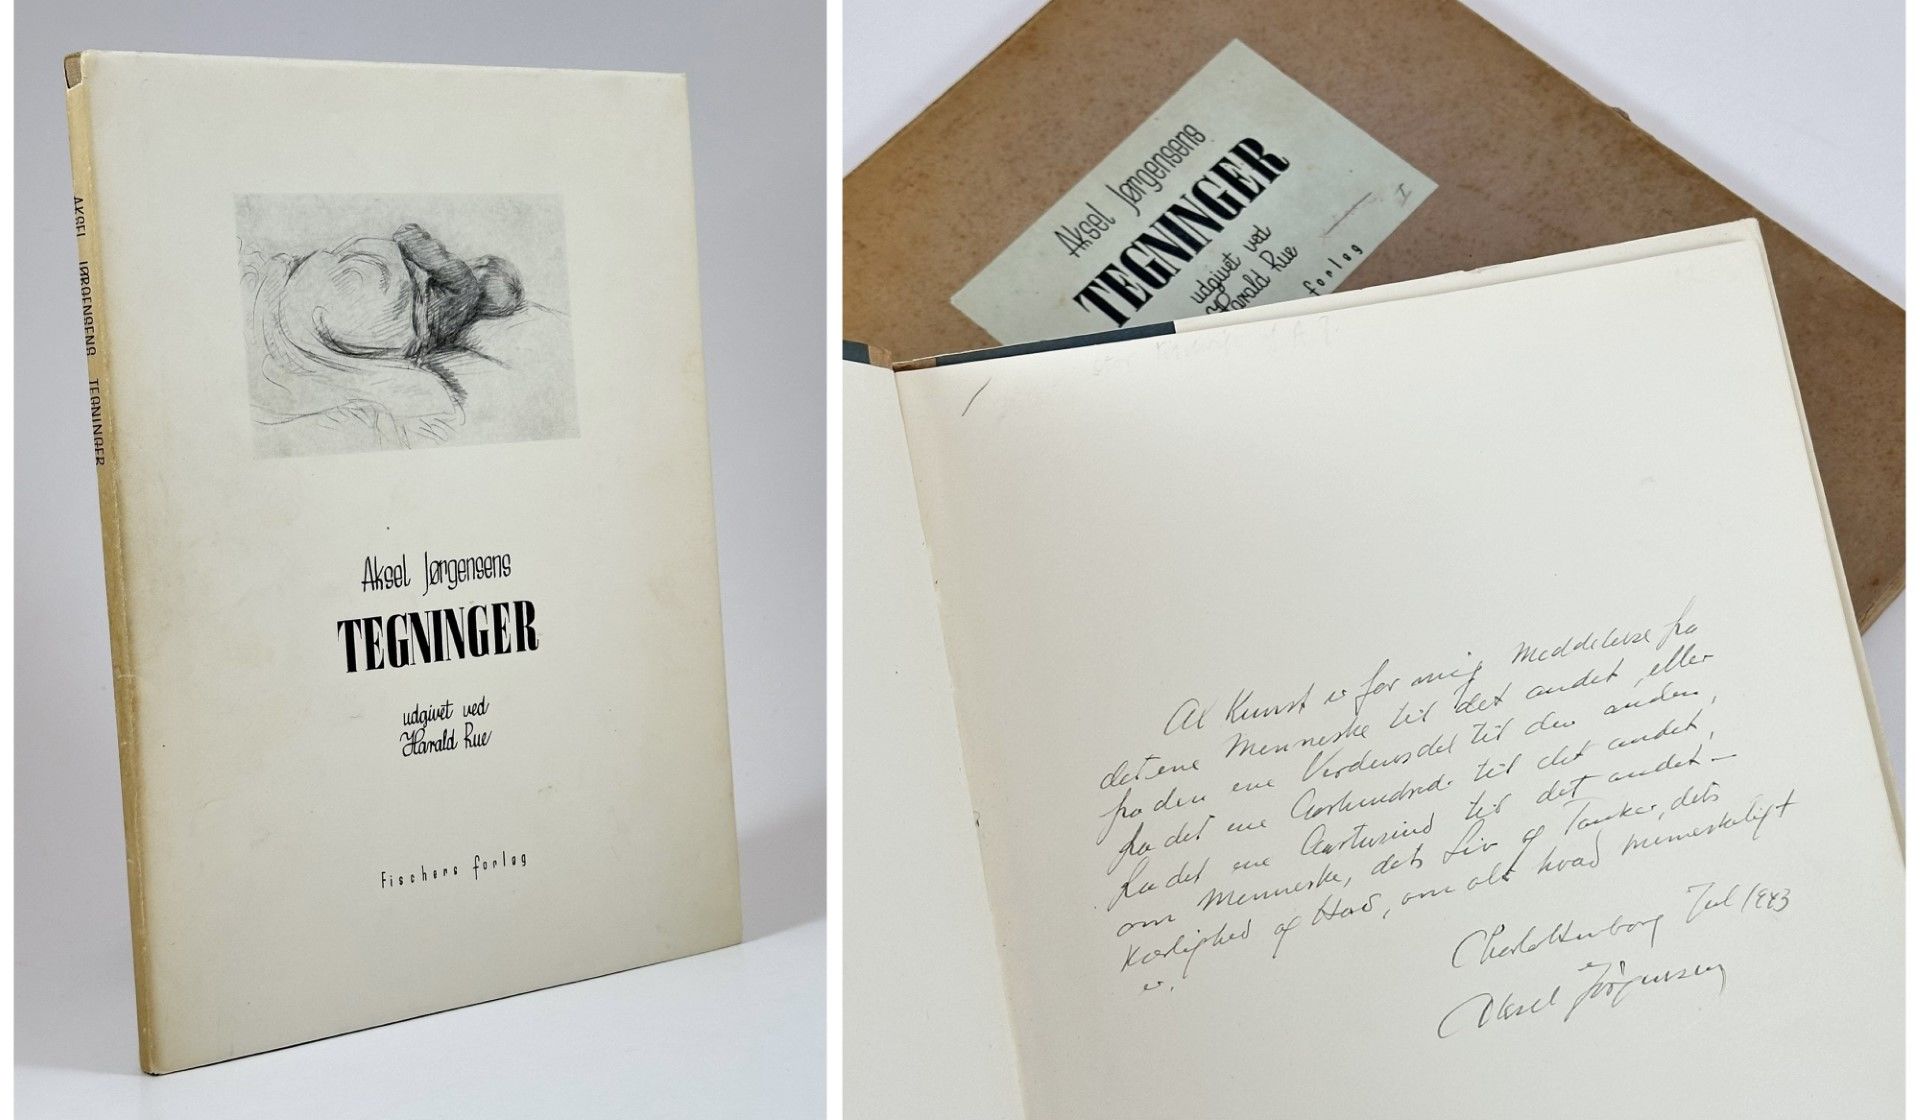 AKSEL JØRGENSENS TEGNINGER
Aksel Jørgensens
TEGNINGER
udgivet ved
Harald Rue
Fischers forlag
Aksel Jørgensens
TEGNINGER
udgivet ved
Harald Rue
forlag
I
A. J.
Al Kunst er for mig Meddelelse fra
det ene Menneske til det andet, eller
fra den ene Verdensdel til den anden,
fra det ene Aarhundrede til det andet,
fra det ene Aartusind til det andet –
om Mennesket, dets Liv og Tanker, dets
Kærlighed og Had, om alt hvad menneskeligt
er.
Charlottenborg Jul 1943
Aksel Jørgensen